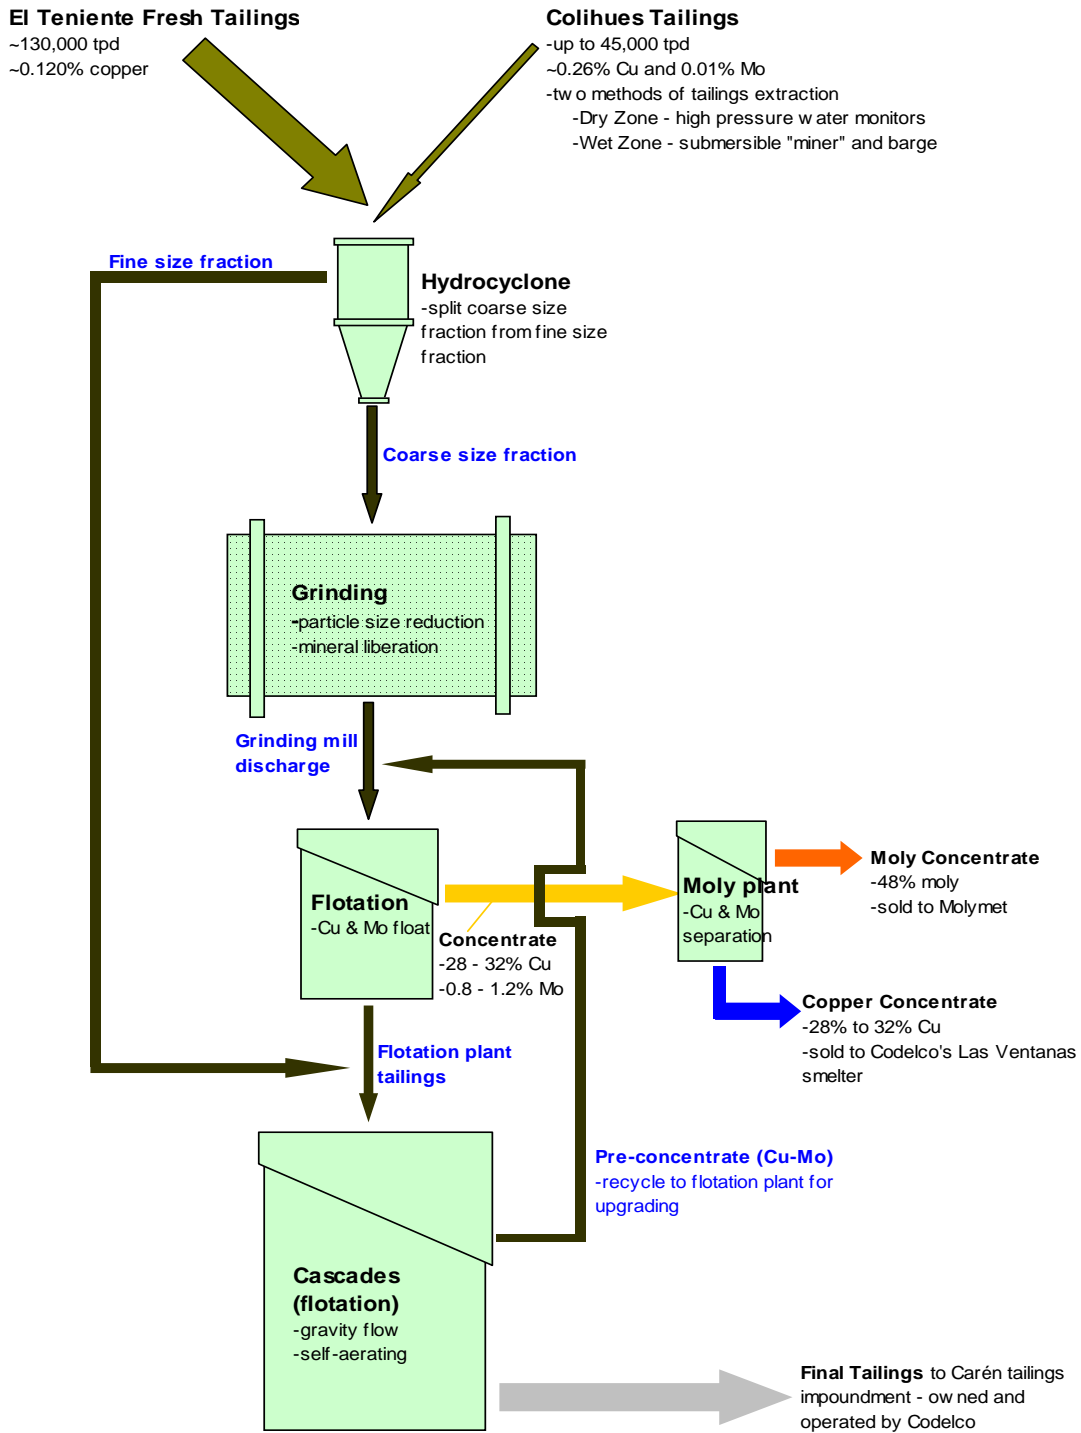 El Teniente Fresh Tailings
~130,000 tpd
~0.120% copper
Colihues Tailings
-up to 45,000 tpd
~0.26% Cu and 0.01% Mo
-two methods of tailings extraction
-Dry Zone - high pressure water monitors
-Wet Zone - submersible "miner" and barge
Fine size fraction
Hydrocyclone
-split coarse size
fraction from fine size
fraction
Coarse size fraction
Grinding
-particle size reduction
-mineral liberation
Grinding mill
discharge
Flotation
-Cu & Mo float
Concentrate
-28 - 32% Cu
-0.8 - 1.2% Mo
Moly plant
-Cu & Mo
separation
Moly Concentrate
-48% moly
-sold to Molymet
Copper Concentrate
-28% to 32% Cu
-sold to Codelco's Las Ventanas
smelter
Flotation plant
tailings
Pre-concentrate (Cu-Mo)
-recycle to flotation plant for
upgrading
Cascades
(flotation)
-gravity flow
-self-aerating
Final Tailings to Carén tailings
impoundment - owned and
operated by Codelco